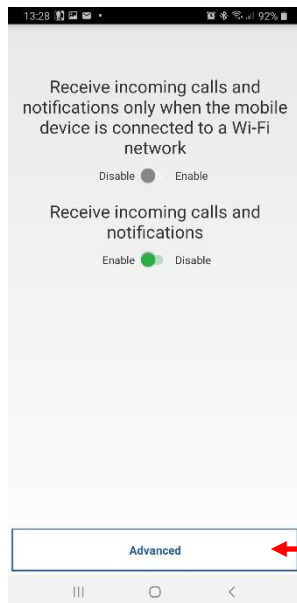 13:28 92%
Receive incoming calls and
notifications only when the mobile
device is connected to a Wi-Fi
network
Disable Enable
Receive incoming calls and
notifications
Enable Disable
Advanced